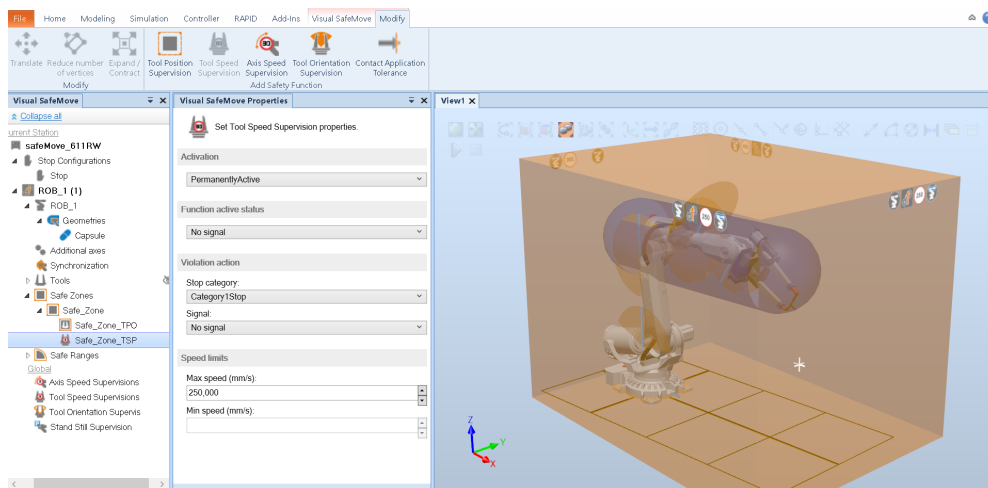 File Home Modeling Simulation Controller RAPID Add-Ins Visual SafeMove Modify
Translate Reduce number Expand / Tool Position Tool Speed Axis Speed Tool Orientation Contact Application
of vertices Contract Supervision Supervision Supervision Supervision Tolerance
Modify Add Safety Function
Visual SafeMove
Collapse all
urrent Station
safeMove_611RW
Stop Configurations
Stop
ROB_1 (1)
ROB_1
Geometries
Capsule
Additional axes
Synchronization
Tools
Safe Zones
Safe_Zone
Safe_Zone_TPO
Safe_Zone_TSP
Safe Ranges
Global
Axis Speed Supervisions
Tool Speed Supervisions
Tool Orientation Supervis
Stand Still Supervision
Visual SafeMove Properties
Set Tool Speed Supervision properties.
Activation
PermanentlyActive
Function active status
No signal
Violation action
Stop category:
Category1Stop
Signal:
No signal
Speed limits
Max speed (mm/s):
250,000
Min speed (mm/s):
View1
250
250
Z
Y
X